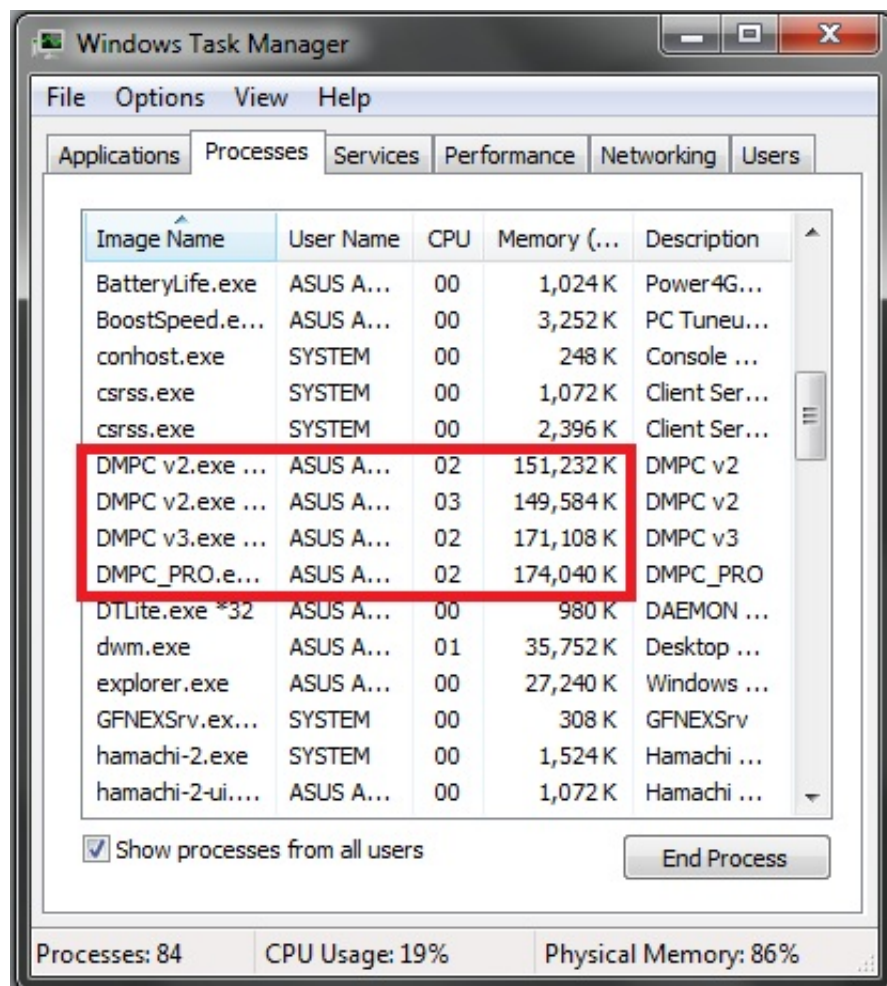 Windows Task Manager
File Options View Help
Applications Processes Services Performance Networking Users
Image Name User Name CPU Memory (... Description
BatteryLife.exe ASUS A... 00 1,024 K Power4G...
BoostSpeed.e... ASUS A... 00 3,252 K PC Tuneu...
conhost.exe SYSTEM 00 248 K Console ...
csrss.exe SYSTEM 00 1,072 K Client Ser...
csrss.exe SYSTEM 00 2,396 K Client Ser...
DMPC v2.exe ... ASUS A... 02 151,232 K DMPC v2
DMPC v2.exe ... ASUS A... 03 149,584 K DMPC v2
DMPC v3.exe ... ASUS A... 02 171,108 K DMPC v3
DMPC_PRO.e... ASUS A... 02 174,040 K DMPC_PRO
DTLite.exe *32 ASUS A... 00 980 K DAEMON ...
dwm.exe ASUS A... 01 35,752 K Desktop ...
explorer.exe ASUS A... 00 27,240 K Windows ...
GFNEXSrv.ex... SYSTEM 00 308 K GFNEXSrv
hamachi-2.exe SYSTEM 00 1,524 K Hamachi ...
hamachi-2-ui.... ASUS A... 00 1,072 K Hamachi ...
Show processes from all users End Process
Processes: 84 CPU Usage: 19% Physical Memory: 86%